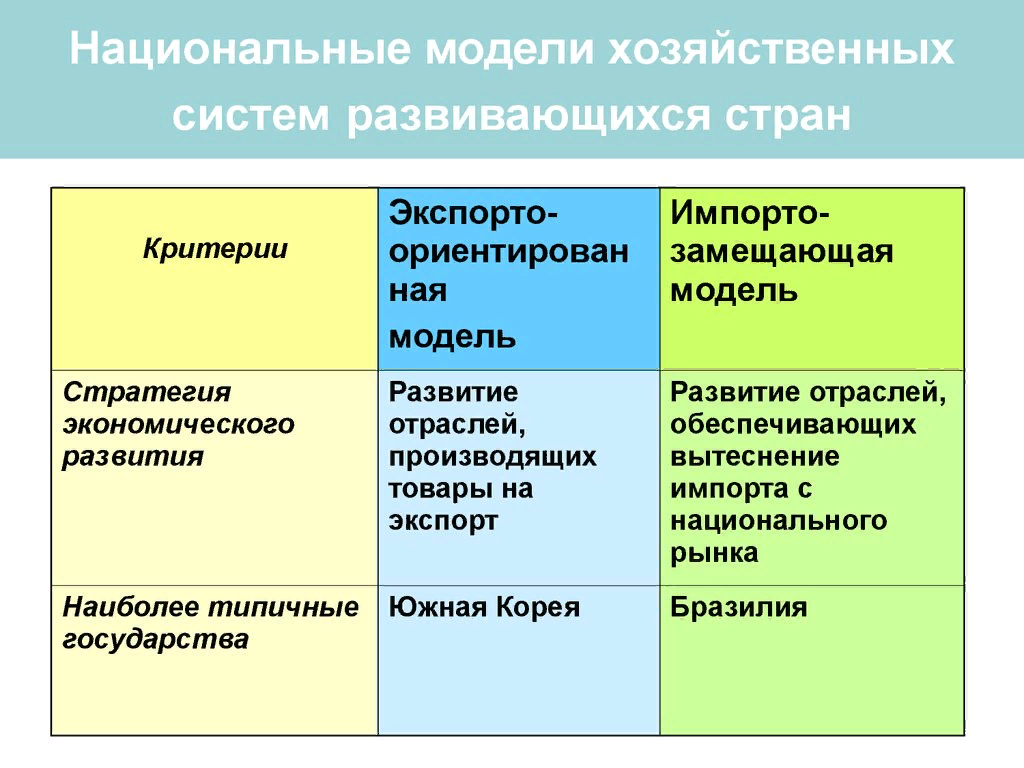 Национальные модели хозяйственных
систем развивающихся стран
Критерии
Экспорто-
ориентирован
ная
модель
Импорто-
замещающая
модель
Стратегия
экономического
развития
Развитие
отраслей,
производящих
товары на
экспорт
Развитие отраслей,
обеспечивающих
вытеснение
импорта с
национального
рынка
Наиболее типичные
государства
Южная Корея
Бразилия